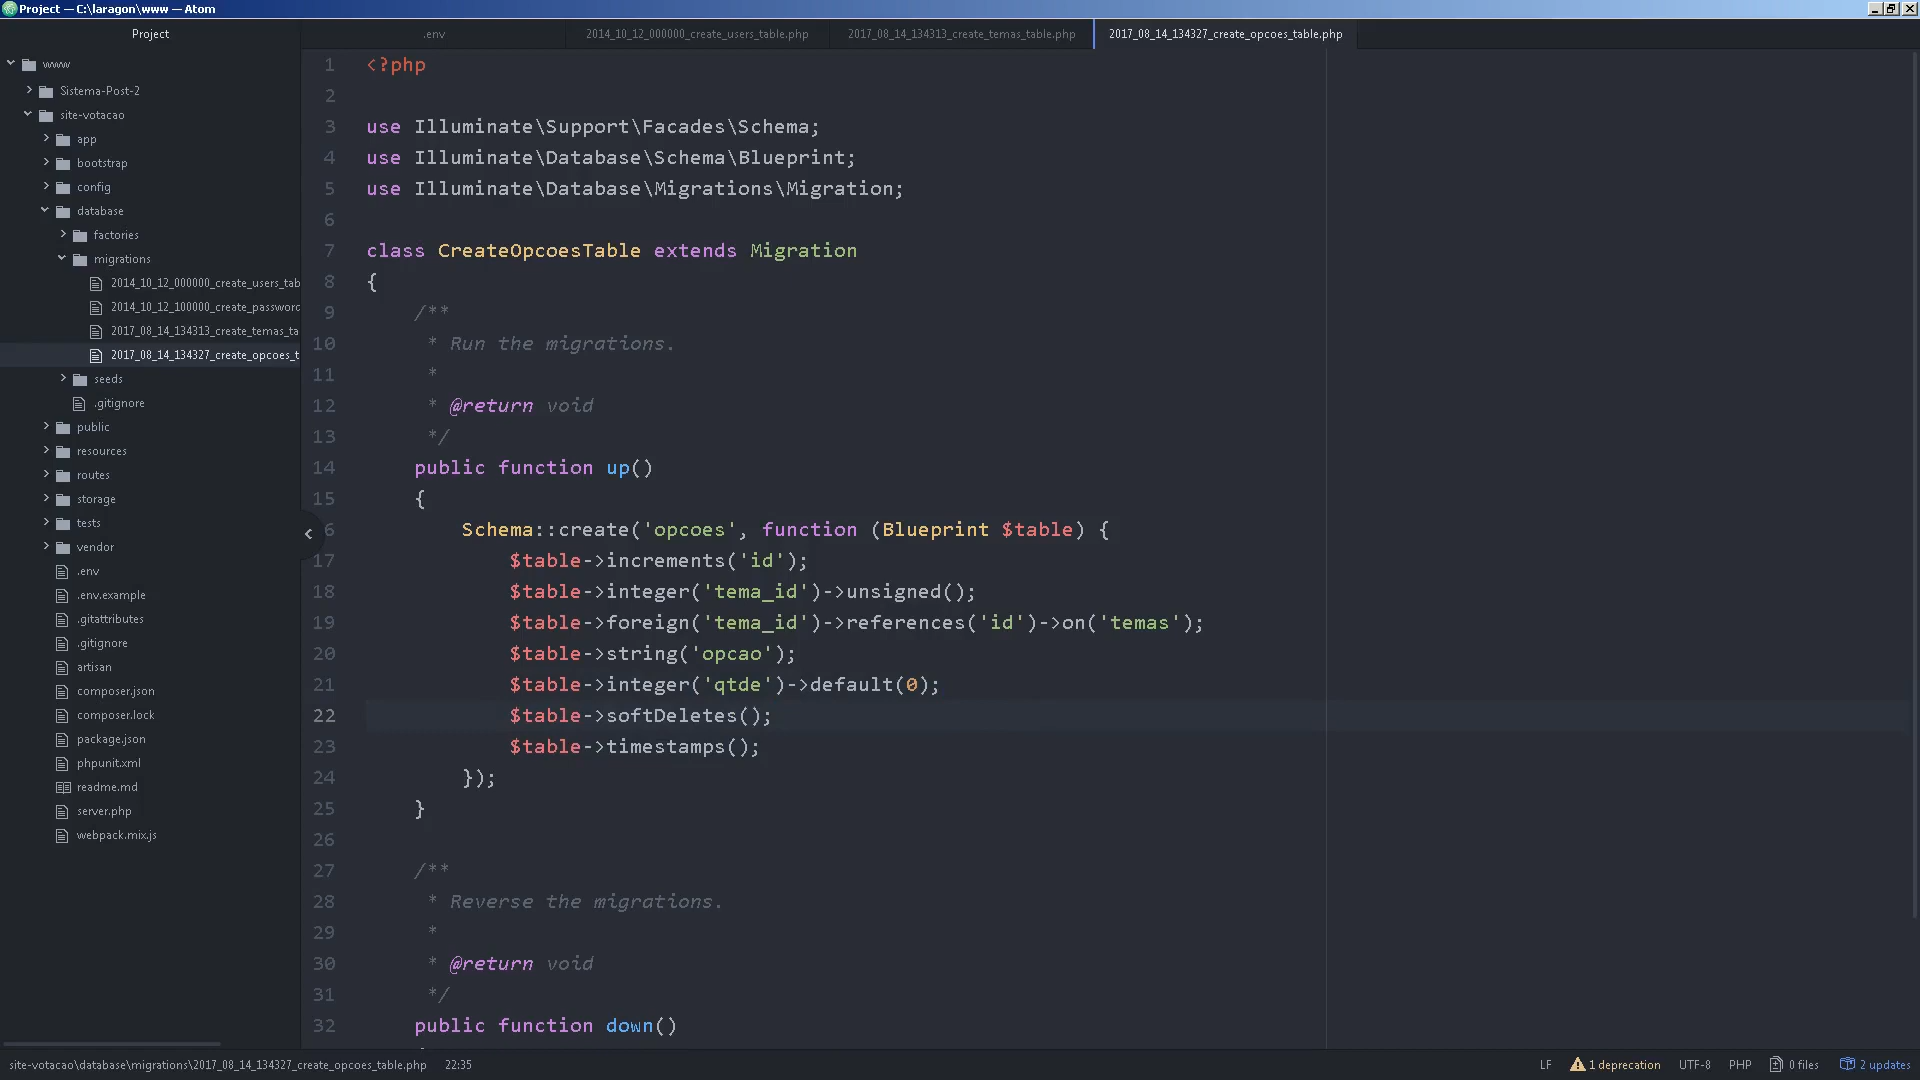 Project — C:\laragon\www — Atom
Project
.env
2014_10_12_000000_create_users_table.php
2017_08_14_134313_create_temas_table.php
2017_08_14_134327_create_opcoes_table.php
www
Sistema-Post-2
site-votacao
app
bootstrap
config
database
factories
migrations
2014_10_12_000000_create_users_tab
2014_10_12_100000_create_password
2017_08_14_134313_create_temas_ta
2017_08_14_134327_create_opcoes_t
seeds
.gitignore
public
resources
routes
storage
tests
vendor
.env
.env.example
.gitattributes
.gitignore
artisan
composer.json
composer.lock
package.json
phpunit.xml
readme.md
server.php
webpack.mix.js
1 <?php
2
3 use Illuminate\Support\Facades\Schema;
4 use Illuminate\Database\Schema\Blueprint;
5 use Illuminate\Database\Migrations\Migration;
6
7 class CreateOpcoesTable extends Migration
8 {
9 /**
10 * Run the migrations.
11 *
12 * @return void
13 */
14 public function up()
15 {
6 Schema::create('opcoes', function (Blueprint $table) {
17 $table->increments('id');
18 $table->integer('tema_id')->unsigned();
19 $table->foreign('tema_id')->references('id')->on('temas');
20 $table->string('opcao');
21 $table->integer('qtde')->default(0);
22 $table->softDeletes();
23 $table->timestamps();
24 });
25 }
26
27 /**
28 * Reverse the migrations.
29 *
30 * @return void
31 */
32 public function down()
site-votacao\database\migrations\2017_08_14_134327_create_opcoes_table.php 22:35
LF 1 deprecation UTF-8 PHP 0 files 2 updates